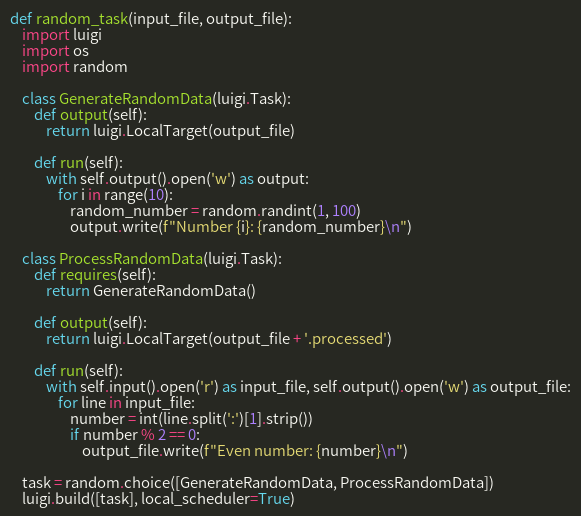 def random_task(input_file, output_file):
    import luigi
    import os
    import random

    class GenerateRandomData(luigi.Task):
        def output(self):
            return luigi.LocalTarget(output_file)

        def run(self):
            with self.output().open('w') as output:
                for i in range(10):
                    random_number = random.randint(1, 100)
                    output.write(f"Number {i}: {random_number}\n")

    class ProcessRandomData(luigi.Task):
        def requires(self):
            return GenerateRandomData()

        def output(self):
            return luigi.LocalTarget(output_file + '.processed')

        def run(self):
            with self.input().open('r') as input_file, self.output().open('w') as output_file:
                for line in input_file:
                    number = int(line.split(':')[1].strip())
                    if number % 2 == 0:
                        output_file.write(f"Even number: {number}\n")

    task = random.choice([GenerateRandomData, ProcessRandomData])
    luigi.build([task], local_scheduler=True)